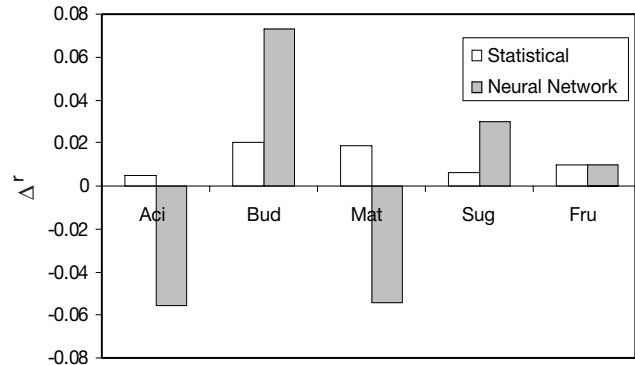 0.08
0.06
0.04
0.02
0
-0.02
-0.04
-0.06
-0.08
Δr
Statistical
Neural Network
Aci Bud Mat Sug Fru